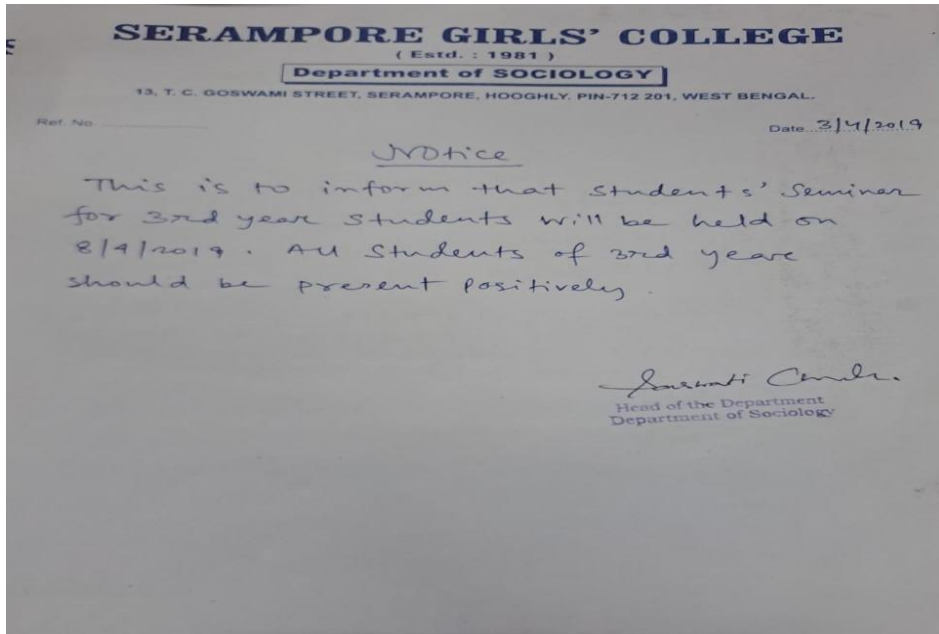 SERAMPORE GIRLS' COLLEGE
( Estd. : 1981 )
Department of SOCIOLOGY
13, T. C. GOSWAMI STREET, SERAMPORE, HOOGHLY, PIN-712 201, WEST BENGAL.
Ref. No. ....................
Date 3/4/2019
Notice
This is to inform that Students' Seminar
for 3rd year Students will be held on
8/4/2019. All Students of 3rd year
should be present positively.
Head of the Department
Department of Sociology